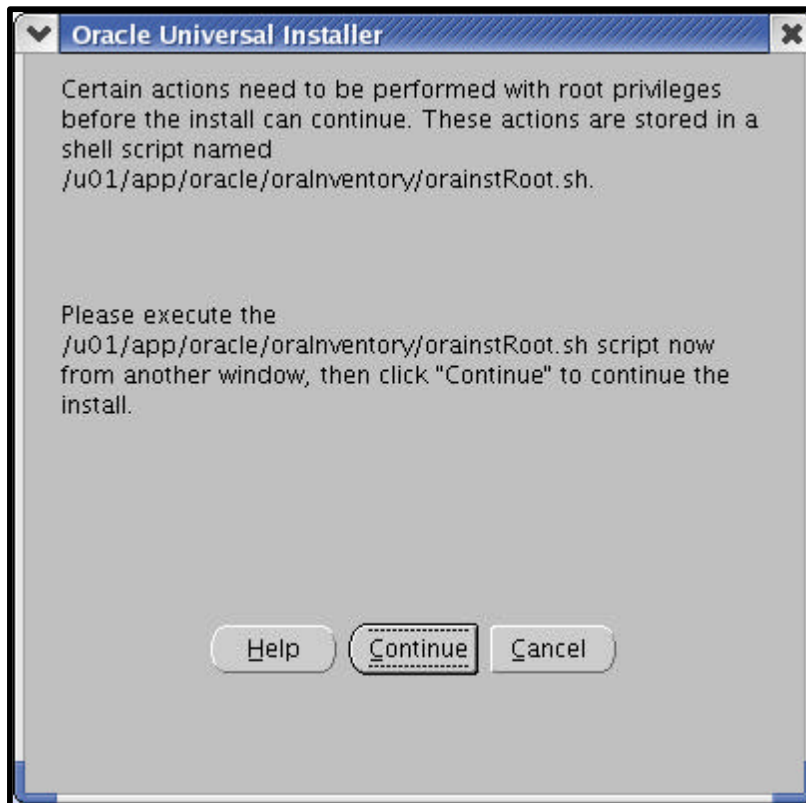 Oracle Universal Installer
Certain actions need to be performed with root privileges
before the install can continue. These actions are stored in a
shell script named
/u01/app/oracle/oraInventory/orainstRoot.sh.
Please execute the
/u01/app/oracle/oraInventory/orainstRoot.sh script now
from another window, then click "Continue" to continue the
install.
Help Continue Cancel